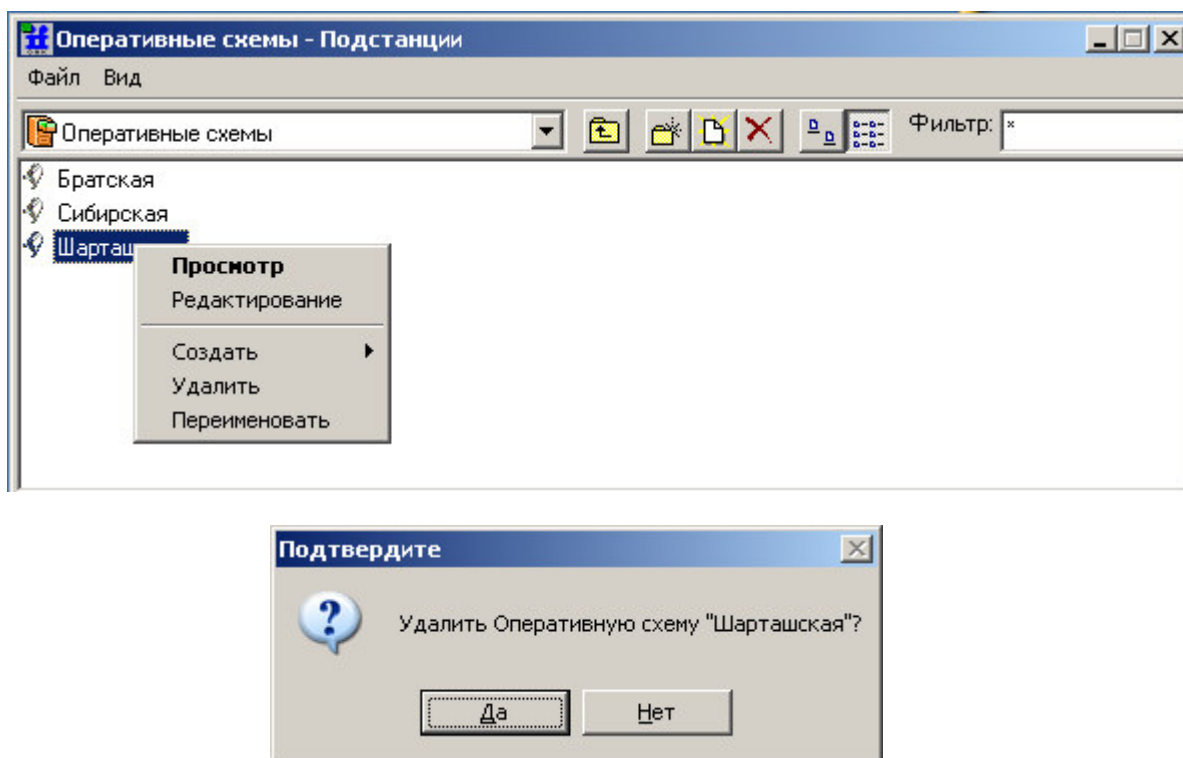 Оперативные схемы - Подстанции
Файл Вид
Оперативные схемы
Фильтр: *
Братская
Сибирская
Шарташ
Просмотр
Редактирование
Создать
Удалить
Переименовать
Подтвердите
Удалить Оперативную схему "Шарташская"?
Да Нет